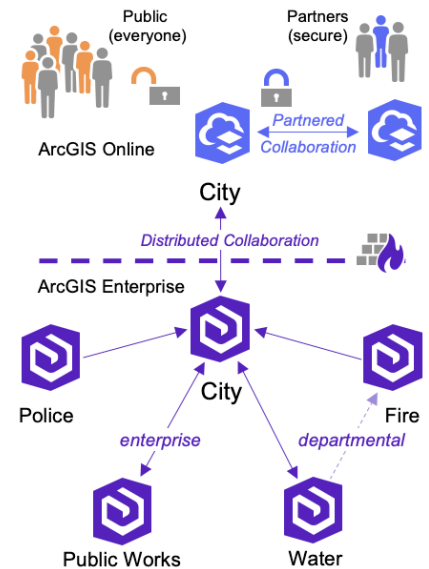 Public
(everyone)
Partners
(secure)
ArcGIS Online
Partnered
Collaboration
City
Distributed Collaboration
ArcGIS Enterprise
City
Police
Fire
enterprise
departmental
Public Works
Water